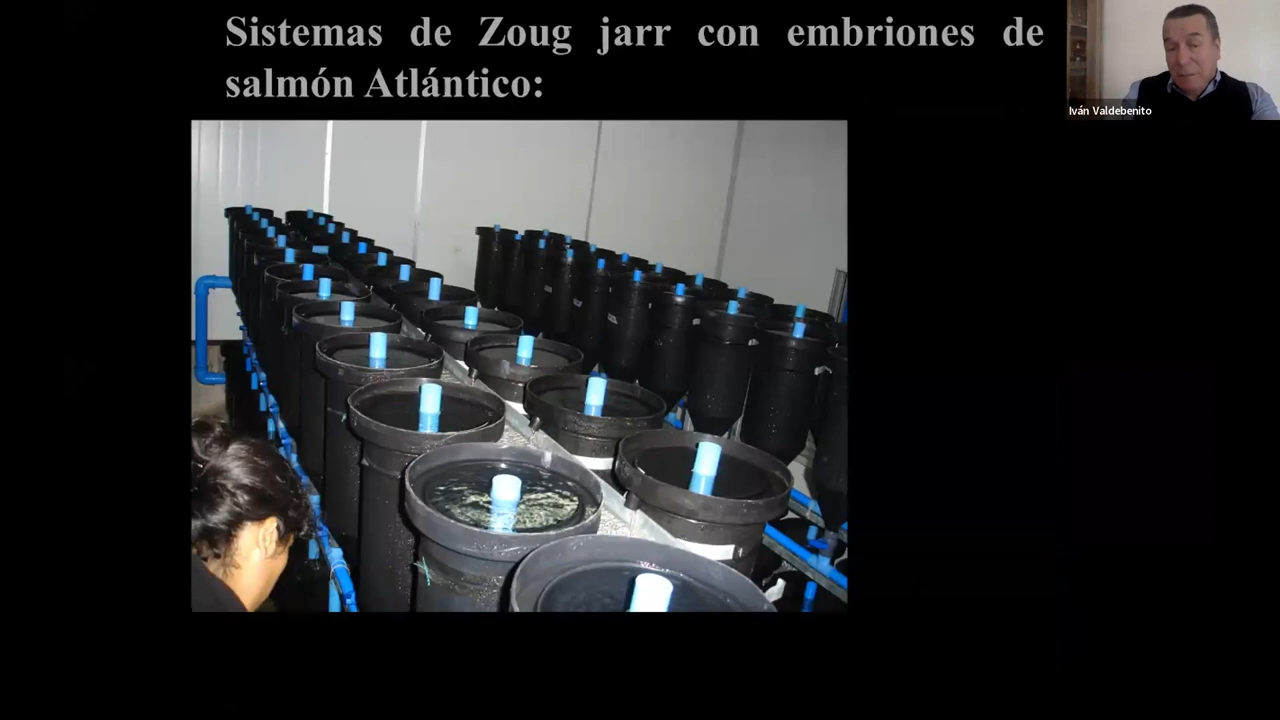 Sistemas de Zoug jarr con embriones de
salmón Atlántico:
Iván Valdebenito